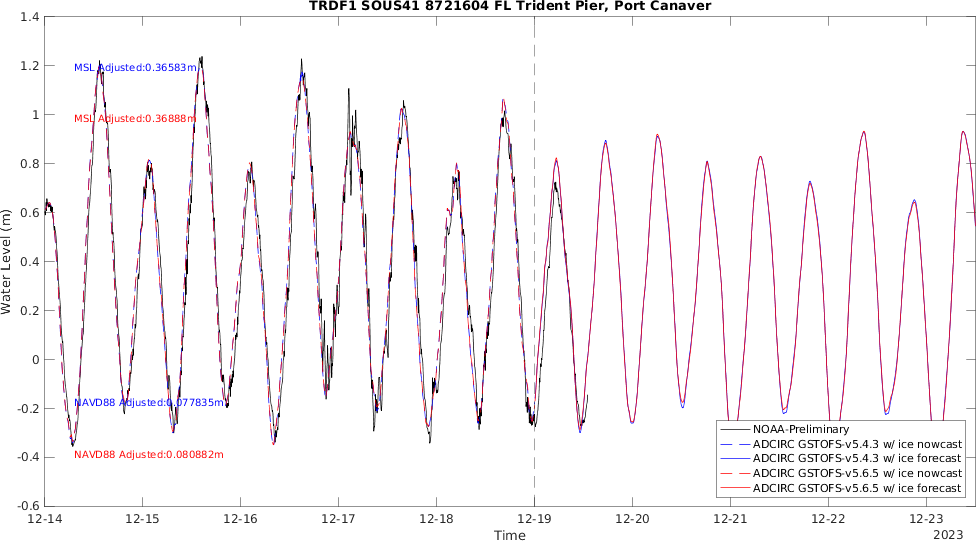 TRDF1 SOUS41 8721604 FL Trident Pier, Port Canaver
1.4
1.2
1
0.8
0.6
0.4
0.2
0
-0.2
-0.4
-0.6
Water Level (m)
MSL Adjusted:0.36583m
MSL Adjusted:0.36888m
NAVD88 Adjusted:0.077835m
NAVD88 Adjusted:0.080882m
NOAA-Preliminary
ADCIRC GSTOFS-v5.4.3 w/ ice nowcast
ADCIRC GSTOFS-v5.4.3 w/ ice forecast
ADCIRC GSTOFS-v5.6.5 w/ ice nowcast
ADCIRC GSTOFS-v5.6.5 w/ ice forecast
12-14 12-15 12-16 12-17 12-18 12-19 12-20 12-21 12-22 12-23
Time
2023